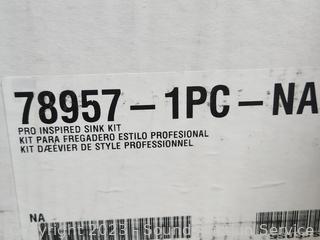 78957-1PC-NA
PRO INSPIRED SINK KIT
KIT PARA FREGADERO ESTILO PROFESIONAL
KIT DÆEVIER DE STYLE PROFESSIONNEL
NA
Copyright 2023 - Sound Auction Service